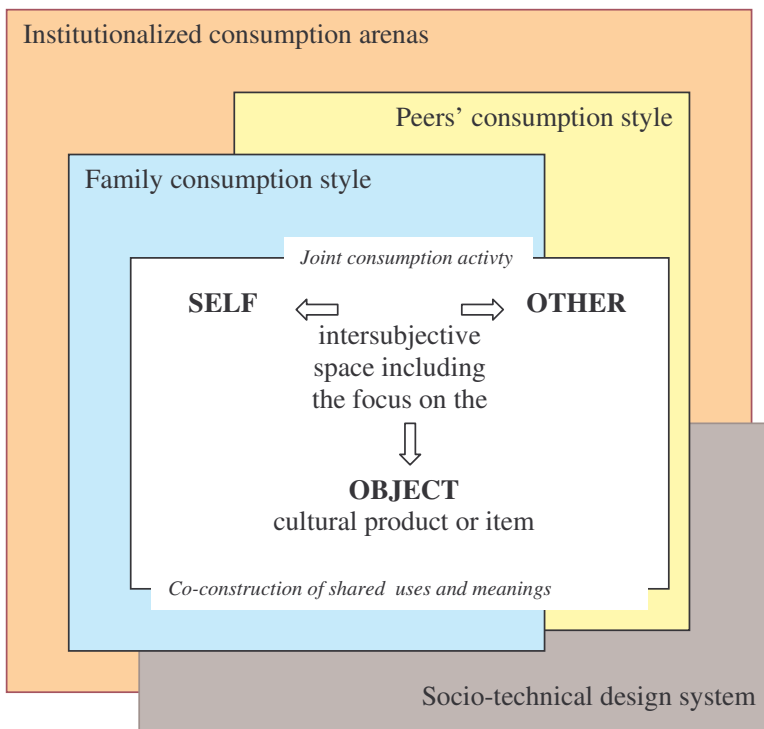 Institutionalized consumption arenas
Peers’ consumption style
Family consumption style
Joint consumption activty
SELF
OTHER
intersubjective
space including
the focus on the
OBJECT
cultural product or item
Co-construction of shared uses and meanings
Socio-technical design system